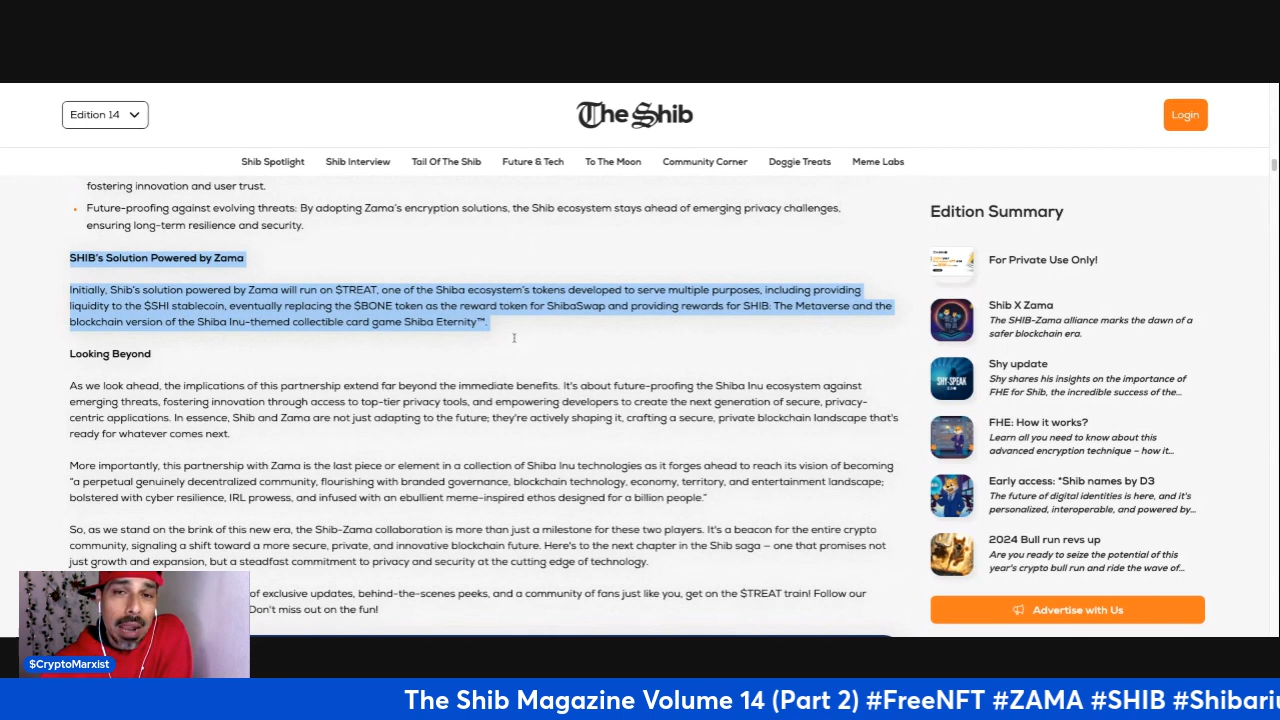 Edition 14
The Shib
Login
Shib Spotlight
Shib Interview
Tail Of The Shib
Future & Tech
To The Moon
Community Corner
Doggie Treats
Meme Labs
fostering innovation and user trust.
Future-proofing against evolving threats: By adopting Zama's encryption solutions, the Shib ecosystem stays ahead of emerging privacy challenges,
ensuring long-term resilience and security.
SHIB's Solution Powered by Zama
Initially, Shib's solution powered by Zama will run on $TREAT, one of the Shiba ecosystem's tokens developed to serve multiple purposes, including providing
liquidity to the $SHI stablecoin, eventually replacing the $BONE token as the reward token for ShibaSwap and providing rewards for SHIB: The Metaverse and the
blockchain version of the Shiba Inu-themed collectible card game Shiba Eternity™.
Looking Beyond
As we look ahead, the implications of this partnership extend far beyond the immediate benefits. It's about future-proofing the Shiba Inu ecosystem against
emerging threats, fostering innovation through access to top-tier privacy tools, and empowering developers to create the next generation of secure, privacy-
centric applications. In essence, Shib and Zama are not just adapting to the future; they're actively shaping it, crafting a secure, private blockchain landscape that's
ready for whatever comes next.
More importantly, this partnership with Zama is the last piece or element in a collection of Shiba Inu technologies as it forges ahead to reach its vision of becoming
"a perpetual genuinely decentralized community, flourishing with branded governance, blockchain technology, economy, territory, and entertainment landscape;
bolstered with cyber resilience, IRL prowess, and infused with an ebullient meme-inspired ethos designed for a billion people."
So, as we stand on the brink of this new era, the Shib-Zama collaboration is more than just a milestone for these two players. It's a beacon for the entire crypto
community, signaling a shift toward a more secure, private, and innovative blockchain future. Here's to the next chapter in the Shib saga – one that promises not
just growth and expansion, but a steadfast commitment to privacy and security at the cutting edge of technology.
of exclusive updates, behind-the-scenes peeks, and a community of fans just like you, get on the $TREAT train! Follow our
Don't miss out on the fun!
Edition Summary
For Private Use Only!
Shib X Zama
The SHIB-Zama alliance marks the dawn of a
safer blockchain era.
Shy update
SHY-SPEAK
Shy shares his insights on the importance of
FHE for Shib, the incredible success of the...
FHE: How it works?
Learn all you need to know about this
advanced encryption technique – how it...
Early access: "Shib names by D3
The future of digital identities is here, and it's
personalized, interoperable, and powered by...
2024 Bull run revs up
Are you ready to seize the potential of this
year's crypto bull run and ride the wave of...
Advertise with Us
$CryptoMarxist
The Shib Magazine Volume 14 (Part 2) #FreeNFT #ZAMA #SHIB #Shibariu